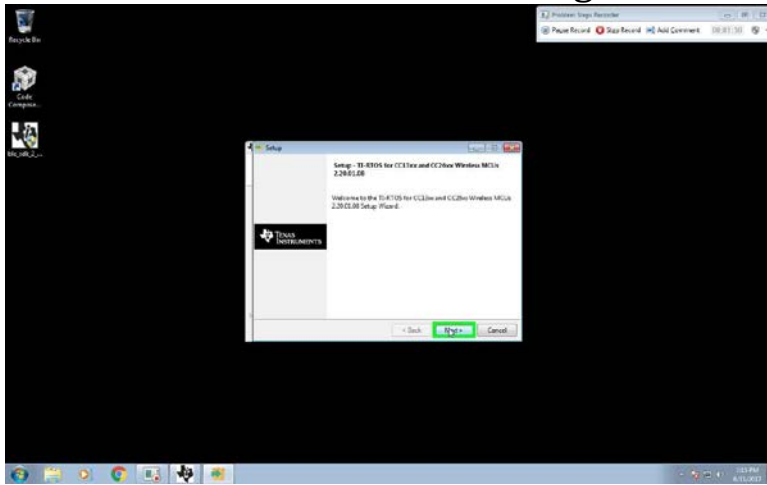 Problem Steps Recorder
Pause Record Stop Record Add Comment
Recycle Bin
Code
Compose...
Setup
Setup - TI-RTOS for CC13xx and CC26xx Wireless MCUs
2.20.01.08
Welcome to the TI-RTOS for CC13xx and CC26xx Wireless MCUs
2.20.01.08 Setup Wizard.
TEXAS
INSTRUMENTS
< Back Next > Cancel